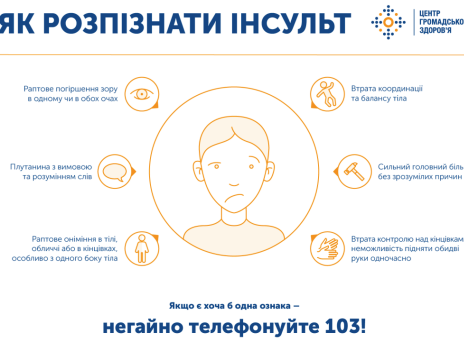 ЯК РОЗПІЗНАТИ ІНСУЛЬТ
ЦЕНТР
ГРОМАДСЬКОГО
ЗДОРОВ'Я
Раптове погіршення зору
в одному чи в обох очах
Втрата координації
та балансу тіла
Плутанина з вимовою
та розумінням слів
Сильний головний біль
без зрозумілих причин
Раптове оніміння в тілі,
обличчі або в кінцівках,
особливо з одного боку тіла
Втрата контролю над кінцівками
неможливість підняти обидві
руки одночасно
Якщо є хоча б одна ознака –
негайно телефонуйте 103!